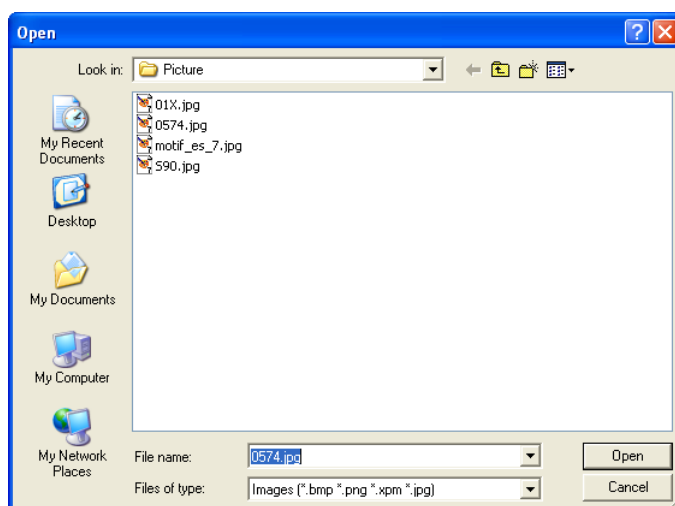 Open
Look in: Picture
01X.jpg
0574.jpg
motif_es_7.jpg
S90.jpg
My Recent
Documents
Desktop
My Documents
My Computer
My Network
Places
File name: 0574.jpg Open
Files of type: Images (*.bmp *.png *.xpm *.jpg) Cancel